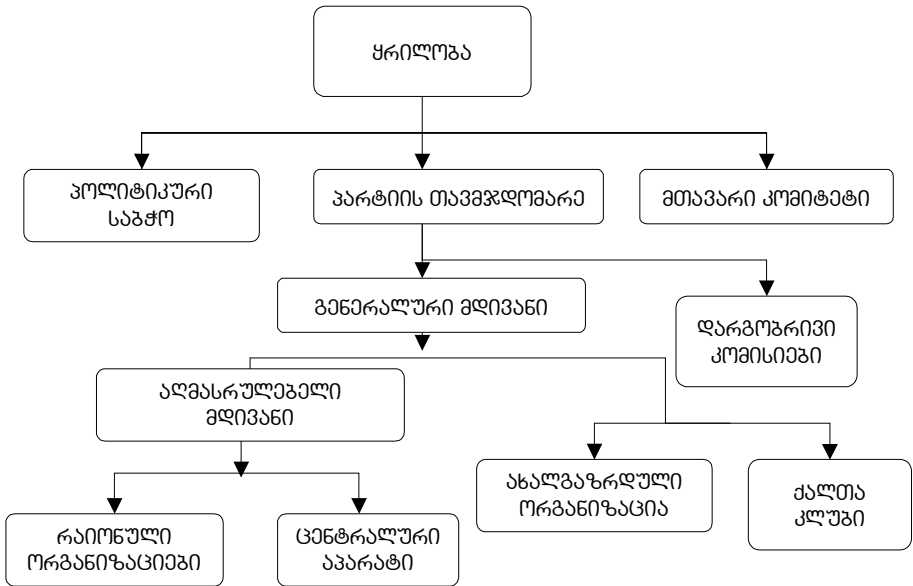 ყრილობა
პოლიტიკური
საბჭო
პარტიის თავმჯდომარე
მთავარი კომიტეტი
გენერალური მდივანი
დარგობრივი
კომისიები
აღმასრულებელი
მდივანი
ახალგაზრდული
ორგანიზაცია
ქალთა
კლუბი
რაიონული
ორგანიზაციები
ცენტრალური
აპარატი